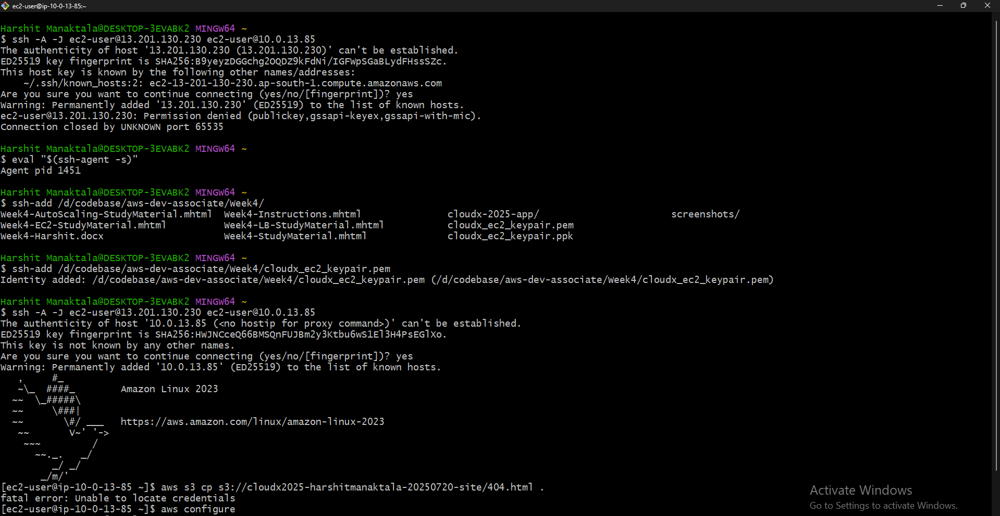 ec2-user@ip-10-0-13-85:~
Harshit Manaktala@DESKTOP-3EVABK2 MINGW64 ~
$ ssh -A -J ec2-user@13.201.130.230 ec2-user@10.0.13.85
The authenticity of host '13.201.130.230 (13.201.130.230)' can't be established.
ED25519 key fingerprint is SHA256:B9yeyzDGGchg2OQDZ9kFdNi/IGFWpSGaBLydFHssSZc.
This host key is known by the following other names/addresses:
    ~/.ssh/known_hosts:2: ec2-13-201-130-230.ap-south-1.compute.amazonaws.com
Are you sure you want to continue connecting (yes/no/[fingerprint])? yes
Warning: Permanently added '13.201.130.230' (ED25519) to the list of known hosts.
ec2-user@13.201.130.230: Permission denied (publickey,gssapi-keyex,gssapi-with-mic).
Connection closed by UNKNOWN port 65535
Harshit Manaktala@DESKTOP-3EVABK2 MINGW64 ~
$ eval "$(ssh-agent -s)"
Agent pid 1451
Harshit Manaktala@DESKTOP-3EVABK2 MINGW64 ~
$ ssh-add /d/codebase/aws-dev-associate/Week4/
Week4-AutoScaling-StudyMaterial.mhtml  Week4-Instructions.mhtml  cloudx-2025-app/  screenshots/
Week4-EC2-StudyMaterial.mhtml  Week4-LB-StudyMaterial.mhtml  cloudx_ec2_keypair.pem
Week4-Harshit.docx  Week4-StudyMaterial.mhtml  cloudx_ec2_keypair.ppk
Harshit Manaktala@DESKTOP-3EVABK2 MINGW64 ~
$ ssh-add /d/codebase/aws-dev-associate/Week4/cloudx_ec2_keypair.pem
Identity added: /d/codebase/aws-dev-associate/Week4/cloudx_ec2_keypair.pem (/d/codebase/aws-dev-associate/Week4/cloudx_ec2_keypair.pem)
Harshit Manaktala@DESKTOP-3EVABK2 MINGW64 ~
$ ssh -A -J ec2-user@13.201.130.230 ec2-user@10.0.13.85
The authenticity of host '10.0.13.85 (<no hostip for proxy command>)' can't be established.
ED25519 key fingerprint is SHA256:HWJNCceQ66BMSQnFUJBm2y3Ktbu6wS1El3H4PsEGlXo.
This key is not known by any other names.
Are you sure you want to continue connecting (yes/no/[fingerprint])? yes
Warning: Permanently added '10.0.13.85' (ED25519) to the list of known hosts.
   ,     #_
   ~\_  ####_        Amazon Linux 2023
  ~~  \_#####\
  ~~     \###|
  ~~       \#/ ___   https://aws.amazon.com/linux/amazon-linux-2023
   ~~       V~' '->
    ~~~         /
      ~~._.   _/
         _/ _/
       _/m/'
[ec2-user@ip-10-0-13-85 ~]$ aws s3 cp s3://cloudx2025-harshitmanaktala-20250720-site/404.html .
fatal error: Unable to locate credentials
[ec2-user@ip-10-0-13-85 ~]$ aws configure
Activate Windows
Go to Settings to activate Windows.